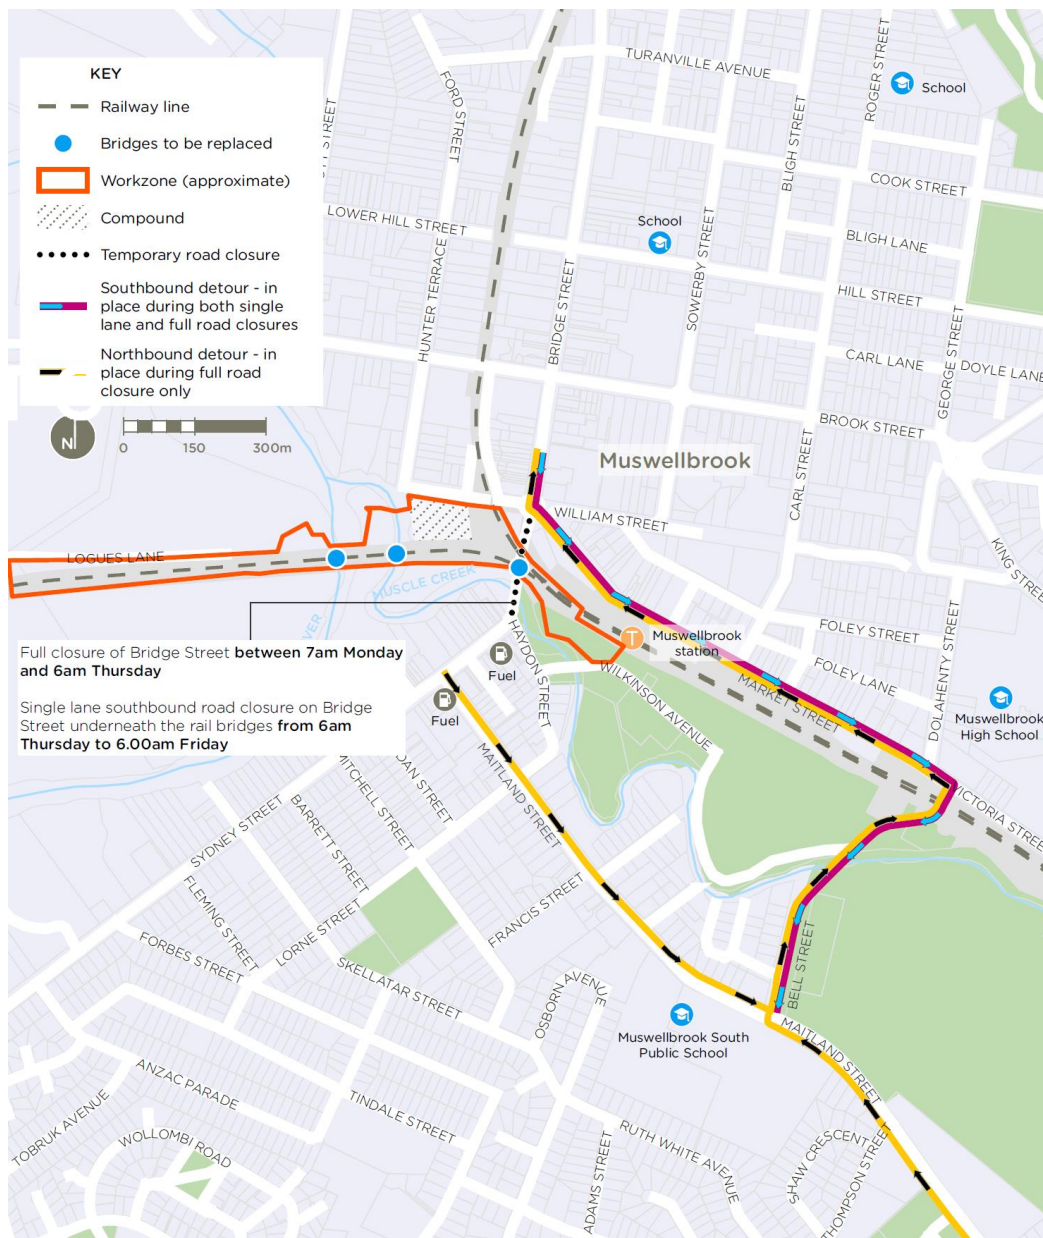 KEY
Railway line
Bridges to be replaced
Workzone (approximate)
Compound
Temporary road closure
Southbound detour - in
place during both single
lane and full road closures
Northbound detour - in
place during full road
closure only
N
0 150 300m
TURANVILLE AVENUE
FORD STREET
ROGER STREET
School
BLIGH STREET
COOK STREET
LOWER HILL STREET
School
SOWERBY STREET
BLIGH LANE
HUNTER TERRACE
BRIDGE STREET
HILL STREET
CARL LANE
DOYLE LANE
GEORGE STREET
BROOK STREET
Muswellbrook
CARL STREET
WILLIAM STREET
KING STREET
LOGUES LANE
MUSCLE CREEK
FOLEY STREET
Muswellbrook
station
FOLEY LANE
DOLAHENTY STREET
Full closure of Bridge Street between 7am Monday
and 6am Thursday
Single lane southbound road closure on Bridge
Street underneath the rail bridges from 6am
Thursday to 6.00am Friday
HAYDON STREET
Fuel
Fuel
WILKINSON AVENUE
MARKET STREET
Muswellbrook
High School
VICTORIA STREET
MAITLAND STREET
MITCHELL STREET
BARRETT STREET
SYDNEY STREET
FLEMING STREET
FORBES STREET
LORNE STREET
FRANCIS STREET
SKELLATAR STREET
OSBORN AVENUE
BELL STREET
Muswellbrook South
Public School
MAITLAND STREET
ANZAC PARADE
TINDALE STREET
TOBRUK AVENUE
WOLLOMBI ROAD
ADAMS STREET
RUTH WHITE AVENUE
SHAW CRESCENT
THOMPSON STREET